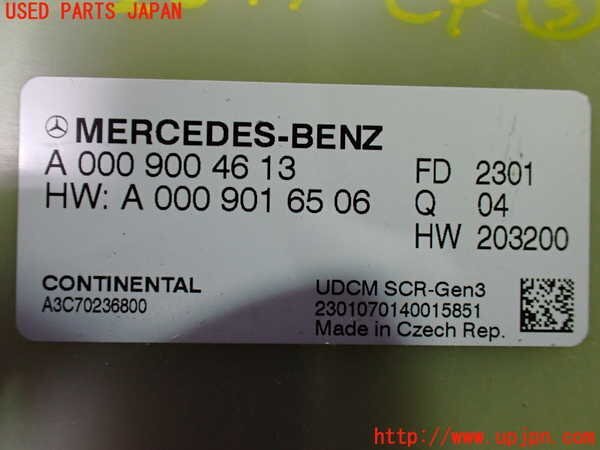 USED PARTS JAPAN
MERCEDES-BENZ
A 000 900 46 13
HW: A 000 901 65 06
FD 2301
Q 04
HW 203200
CONTINENTAL
A3C70236800
UDCM SCR-Gen3
2301070140015851
Made in Czech Rep.
http://www.upjpn.com/